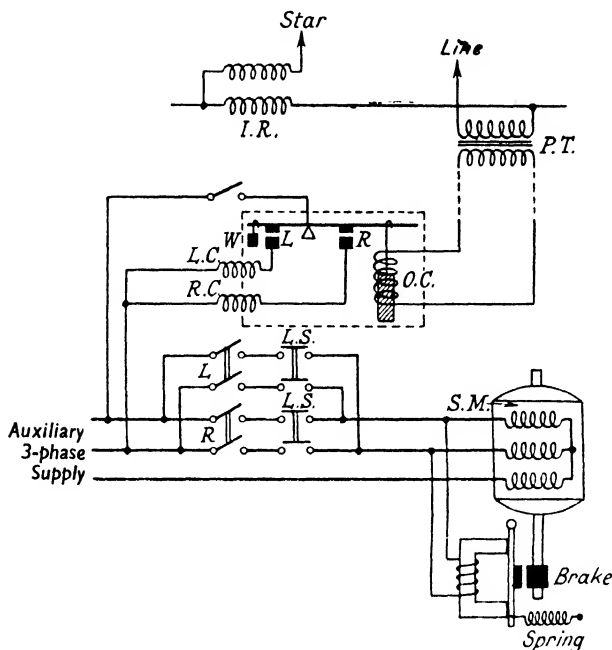 Star
Line
I.R.
P.T.
W
L
R
L.C.
O.C.
R.C.
L.S.
L
L.S.
S.M.
R
Auxiliary
3-phase
Supply
Brake
Spring